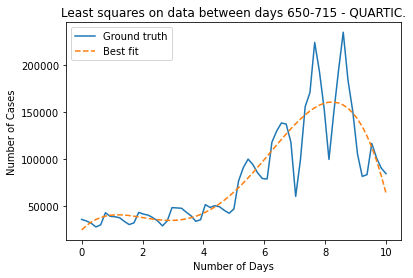 Least squares on data between days 650-715 - QUARTIC.
Ground truth
Best fit
Number of Cases
200000
150000
100000
50000
0
2
4
6
8
10
Number of Days